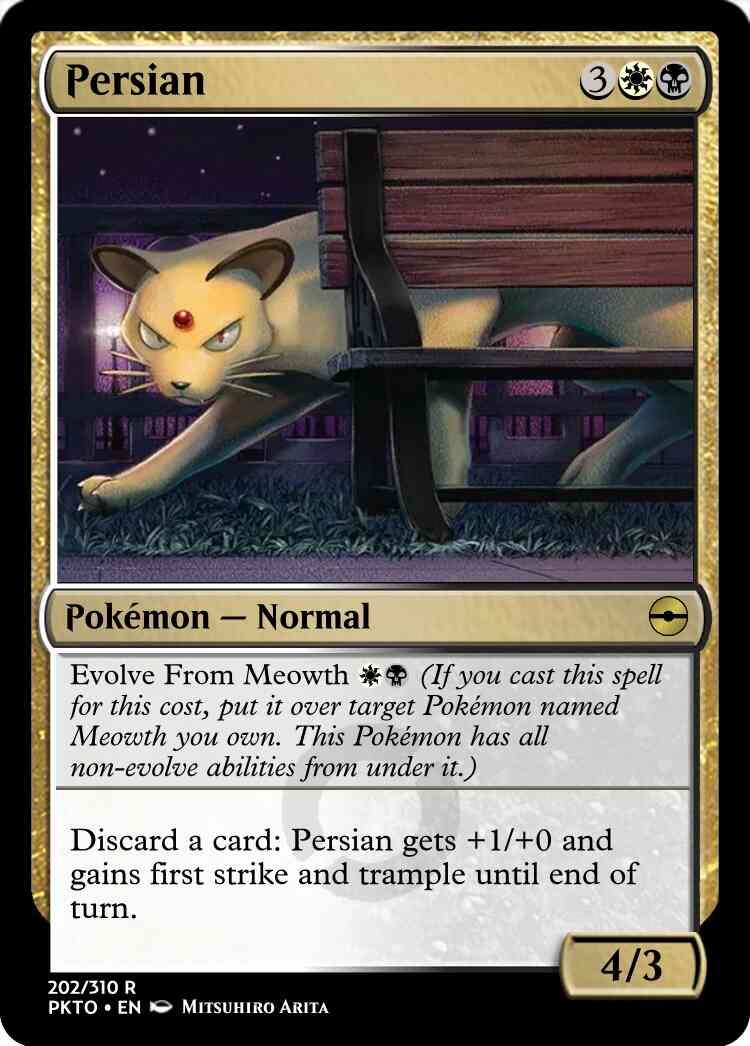 Persian 3
Pokémon — Normal
Evolve From Meowth (If you cast this spell
for this cost, put it over target Pokémon named
Meowth you own. This Pokémon has all
non-evolve abilities from under it.)
Discard a card: Persian gets +1/+0 and
gains first strike and trample until end of
turn.
4/3
202/310 R
PKTO • EN Mitsuhiro Arita